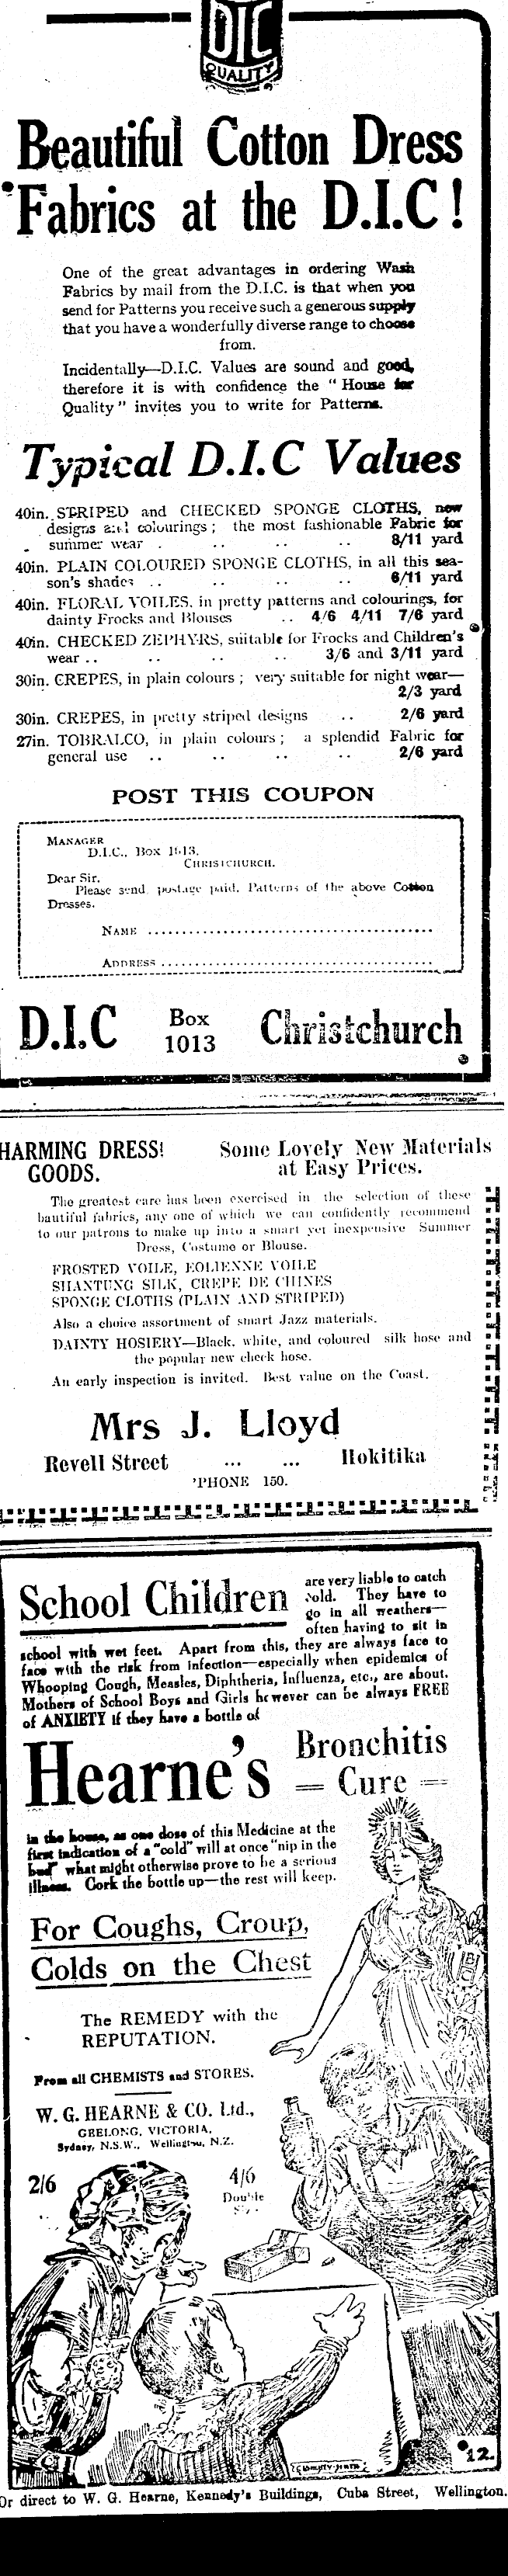 DIC
QUALITY
Beautiful Cotton Dress
Fabrics at the D.I.C!
One of the great advantages in ordering Wash
Fabrics by mail from the D.I.C. is that when you
send for Patterns you receive such a generous supply
that you have a wonderfully diverse range to choose
from.
Incidentally—D.I.C. Values are sound and good,
therefore it is with confidence the "House for
Quality" invites you to write for Patterns.
Typical D.I.C Values
40in. STRIPED and CHECKED SPONGE CLOTHS, new
designs and colourings; the most fashionable Fabric for
summer wear . .. .. .. 8/11 yard
40in. PLAIN COLOURED SPONGE CLOTHS, in all this sea-
son's shades .. .. .. .. 6/11 yard
40in. FLORAL VOILES, in pretty patterns and colourings, for
dainty Frocks and Blouses .. 4/6 4/11 7/6 yard
40in. CHECKED ZEPHYRS, suitable for Frocks and Children's
wear .. .. .. .. 3/6 and 3/11 yard
30in. CREPES, in plain colours; very suitable for night wear—
2/3 yard
30in. CREPES, in pretty striped designs .. 2/6 yard
27in. TOBRALCO, in plain colours; a splendid Fabric for
general use .. .. .. .. 2/6 yard
POST THIS COUPON
MANAGER
D.I.C., Box 1013,
CHRISTCHURCH.
Dear Sir.
Please send, postage paid, Patterns of the above Cotton
Dresses.
NAME ..........................................
ADDRESS ........................................
D.I.C Box 1013 Christchurch
HARMING DRESS!
GOODS.
Some Lovely New Materials
at Easy Prices.
The greatest care has been exercised in the selection of these
bautiful fabrics, any one of which we can confidently recommend
to our patrons to make up into a smart yet inexpensive Summer
Dress, Costume or Blouse.
FROSTED VOILE, EOLIENNE VOILE
SHANTUNG SILK, CREPE DE CHINES
SPONGE CLOTHS (PLAIN AND STRIPED)
Also a choice assortment of smart Jazz materials.
DAINTY HOSIERY—Black, white, and coloured silk hose and
the popular new check hose.
An early inspection is invited. Best value on the Coast.
Mrs J. Lloyd
Revell Street ... ... Hokitika
'PHONE 150.
School Children are very liable to catch
cold. They have to
go in all weathers—
often having to sit in
school with wet feet. Apart from this, they are always face to
face with the risk from infection—especially when epidemics of
Whooping Cough, Measles, Diphtheria, Influenza, etc., are about.
Mothers of School Boys and Girls however can be always FREE
of ANXIETY if they have a bottle of
Hearne's Bronchitis
Cure
in the house, as one dose of this Medicine at the
first indication of a "cold" will at once "nip in the
bud" what might otherwise prove to be a serious
illness. Cork the bottle up—the rest will keep.
For Coughs, Croup,
Colds on the Chest
The REMEDY with the
REPUTATION.
From all CHEMISTS and STORES.
W. G. HEARNE & CO. Ltd.,
GEELONG, VICTORIA.
Sydney, N.S.W., Wellington, N.Z.
2/6 4/6
Double
H
12.
Or direct to W. G. Hearne, Kennedy's Buildings, Cuba Street, Wellington.